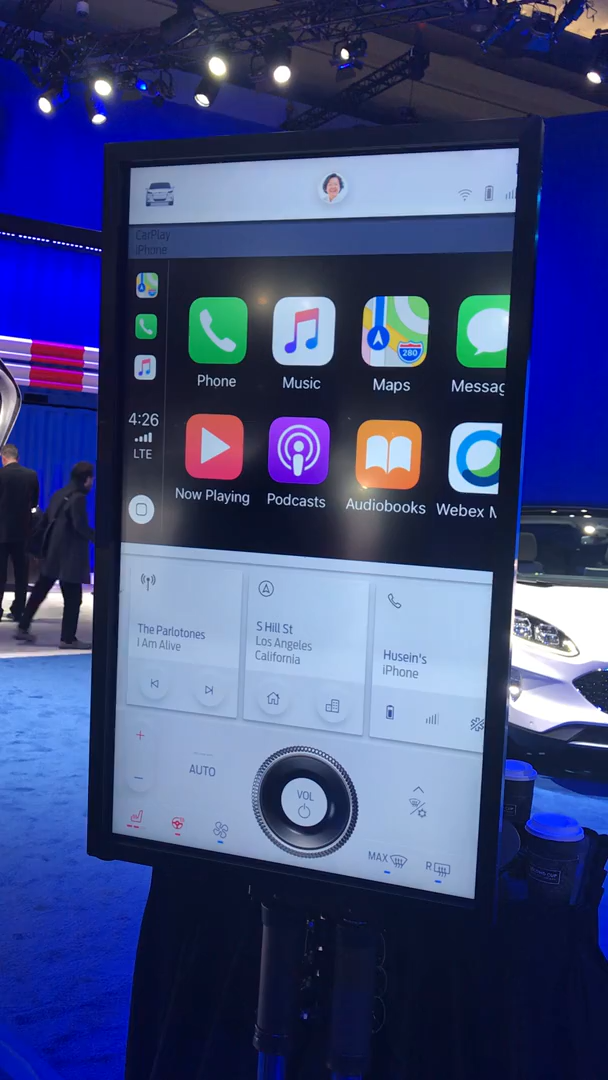 CarPlay
iPhone
280
Phone
Music
Maps
Messag
4:26
LTE
Now Playing
Podcasts
Audiobooks
Webex M
The Parlotones
I Am Alive
S Hill St
Los Angeles
California
Husein's
iPhone
AUTO
VOL
MAX
R